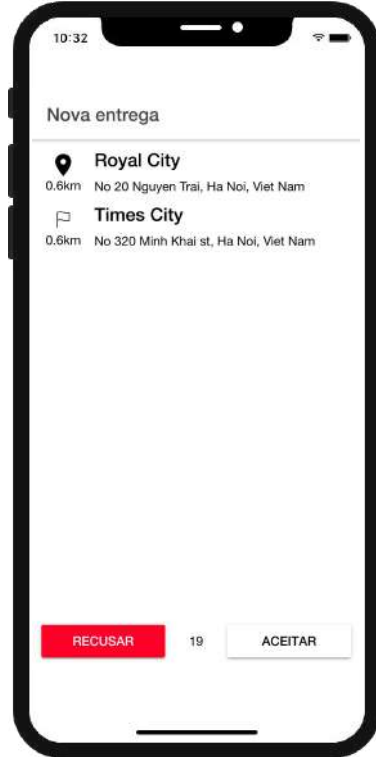 10:32
Nova entrega
Royal City
0.6km No 20 Nguyen Trai, Ha Noi, Viet Nam
Times City
0.6km No 320 Minh Khai st, Ha Noi, Viet Nam
RECUSAR 19 ACEITAR